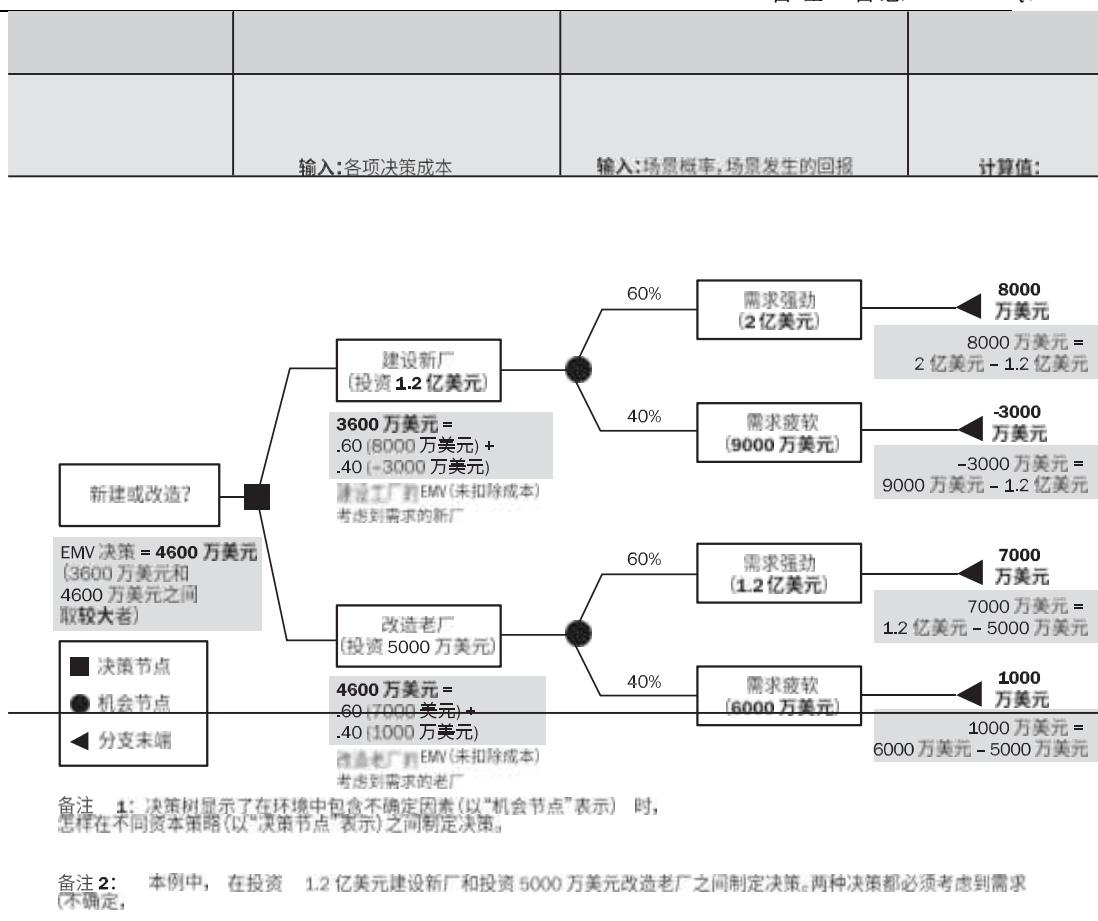 输入:各项决策成本
输入:场景概率,场景发生的回报
计算值:
新建或改造?
EMV 决策 = 4600 万美元
(3600 万美元和
4600 万美元之间
取较大者)
建设新厂
(投资 1.2 亿美元)
3600 万美元 =
.60 (8000 万美元) +
.40 (-3000 万美元)
建设工厂的 EMV (未扣除成本)
考虑到需求的新厂
60%
需求强劲
(2 亿美元)
8000
万美元
8000 万美元 =
2 亿美元 – 1.2 亿美元
40%
需求疲软
(9000 万美元)
-3000
万美元
–3000 万美元 =
9000 万美元 – 1.2 亿美元
改造老厂
(投资 5000 万美元)
4600 万美元 =
.60 (7000 美元) +
.40 (1000 万美元)
改造老厂的 EMV (未扣除成本)
考虑到需求的老厂
60%
需求强劲
(1.2 亿美元)
7000
万美元
7000 万美元 =
1.2 亿美元 – 5000 万美元
40%
需求疲软
(6000 万美元)
1000
万美元
1000 万美元 =
6000 万美元 – 5000 万美元
决策节点
机会节点
分支末端
备注 1: 决策树显示了在环境中包含不确定因素(以“机会节点”表示) 时,
怎样在不同资本策略(以“决策节点”表示)之间制定决策。
备注 2: 本例中, 在投资 1.2 亿美元建设新厂和投资 5000 万美元改造老厂之间制定决策。两种决策都必须考虑到需求
(不确定,